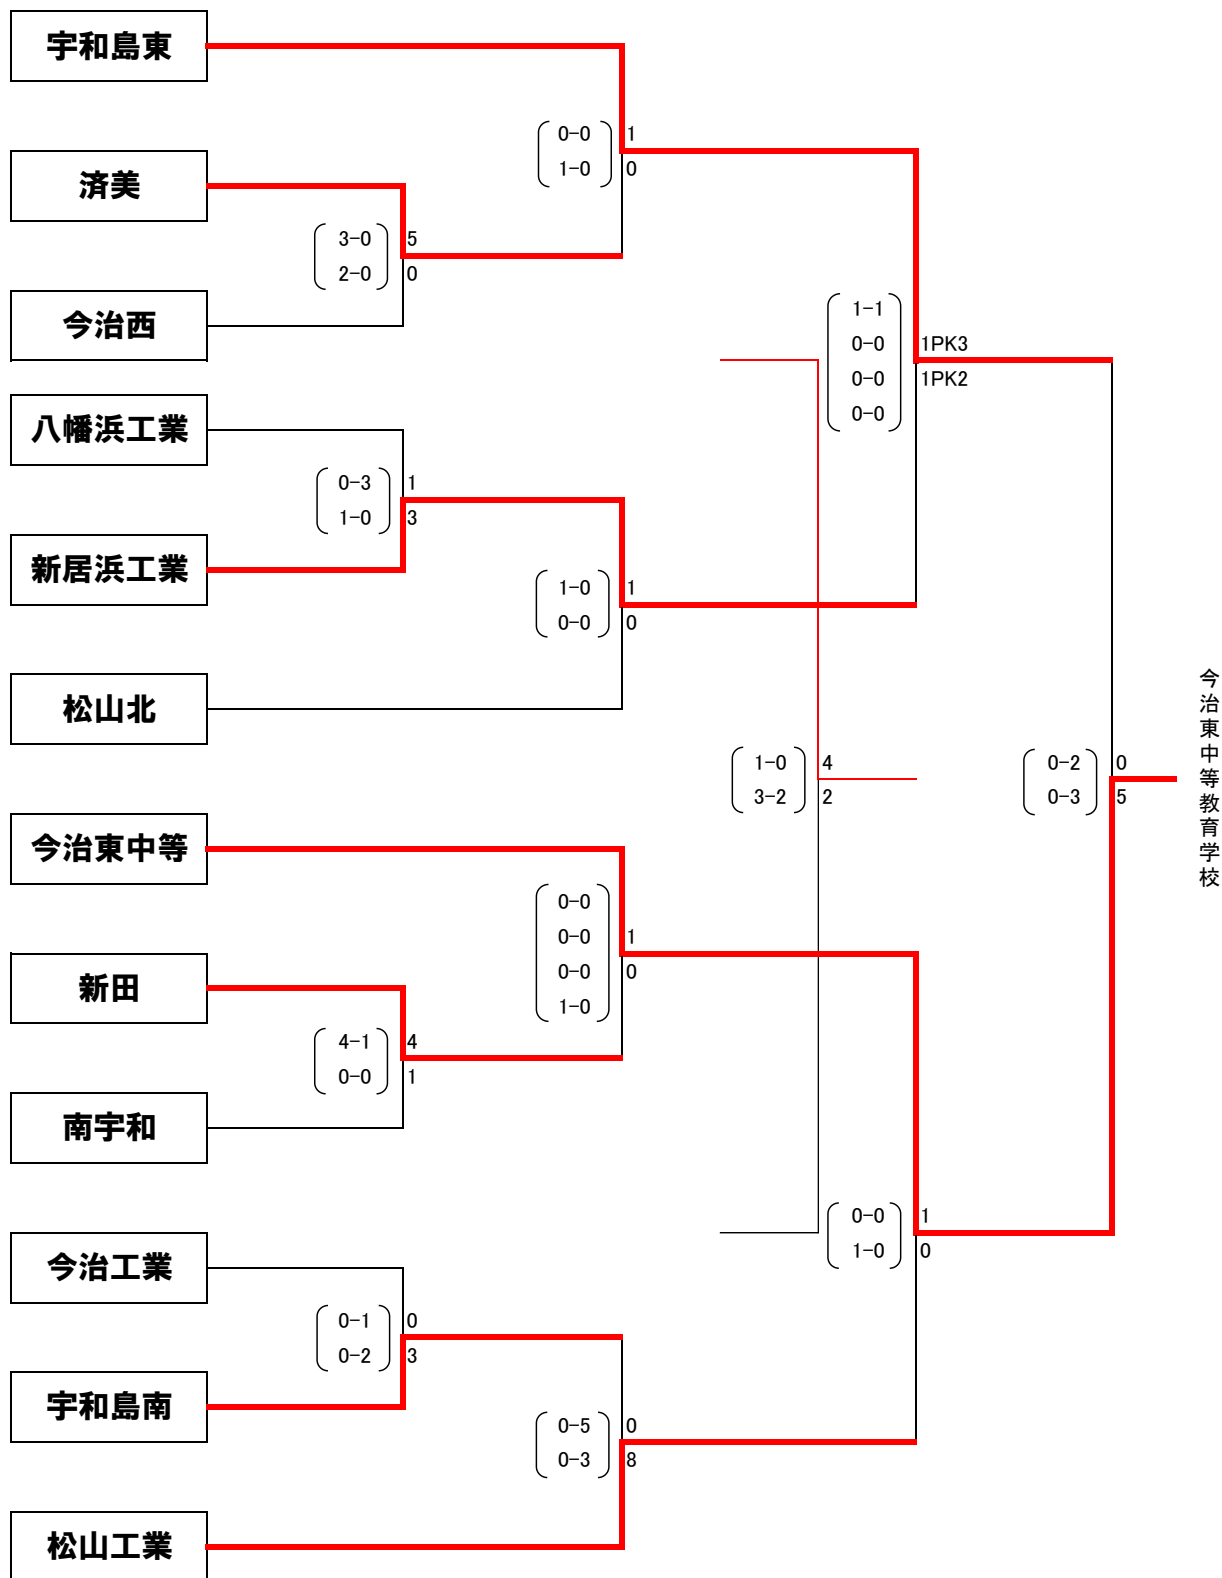 宇和島東
0-0 1
1-0 0
済美
3-0 5
2-0 0
今治西
1-1
0-0 1PK3
0-0 1PK2
0-0
八幡浜工業
0-3 1
1-0 3
新居浜工業
1-0 1
0-0 0
松山北
今治東中等教育学校
1-0 4
3-2 2
0-2 0
0-3 5
今治東中等
0-0
0-0 1
0-0 0
1-0
新田
4-1 4
0-0 1
南宇和
0-0 1
1-0 0
今治工業
0-1 0
0-2 3
宇和島南
0-5 0
0-3 8
松山工業